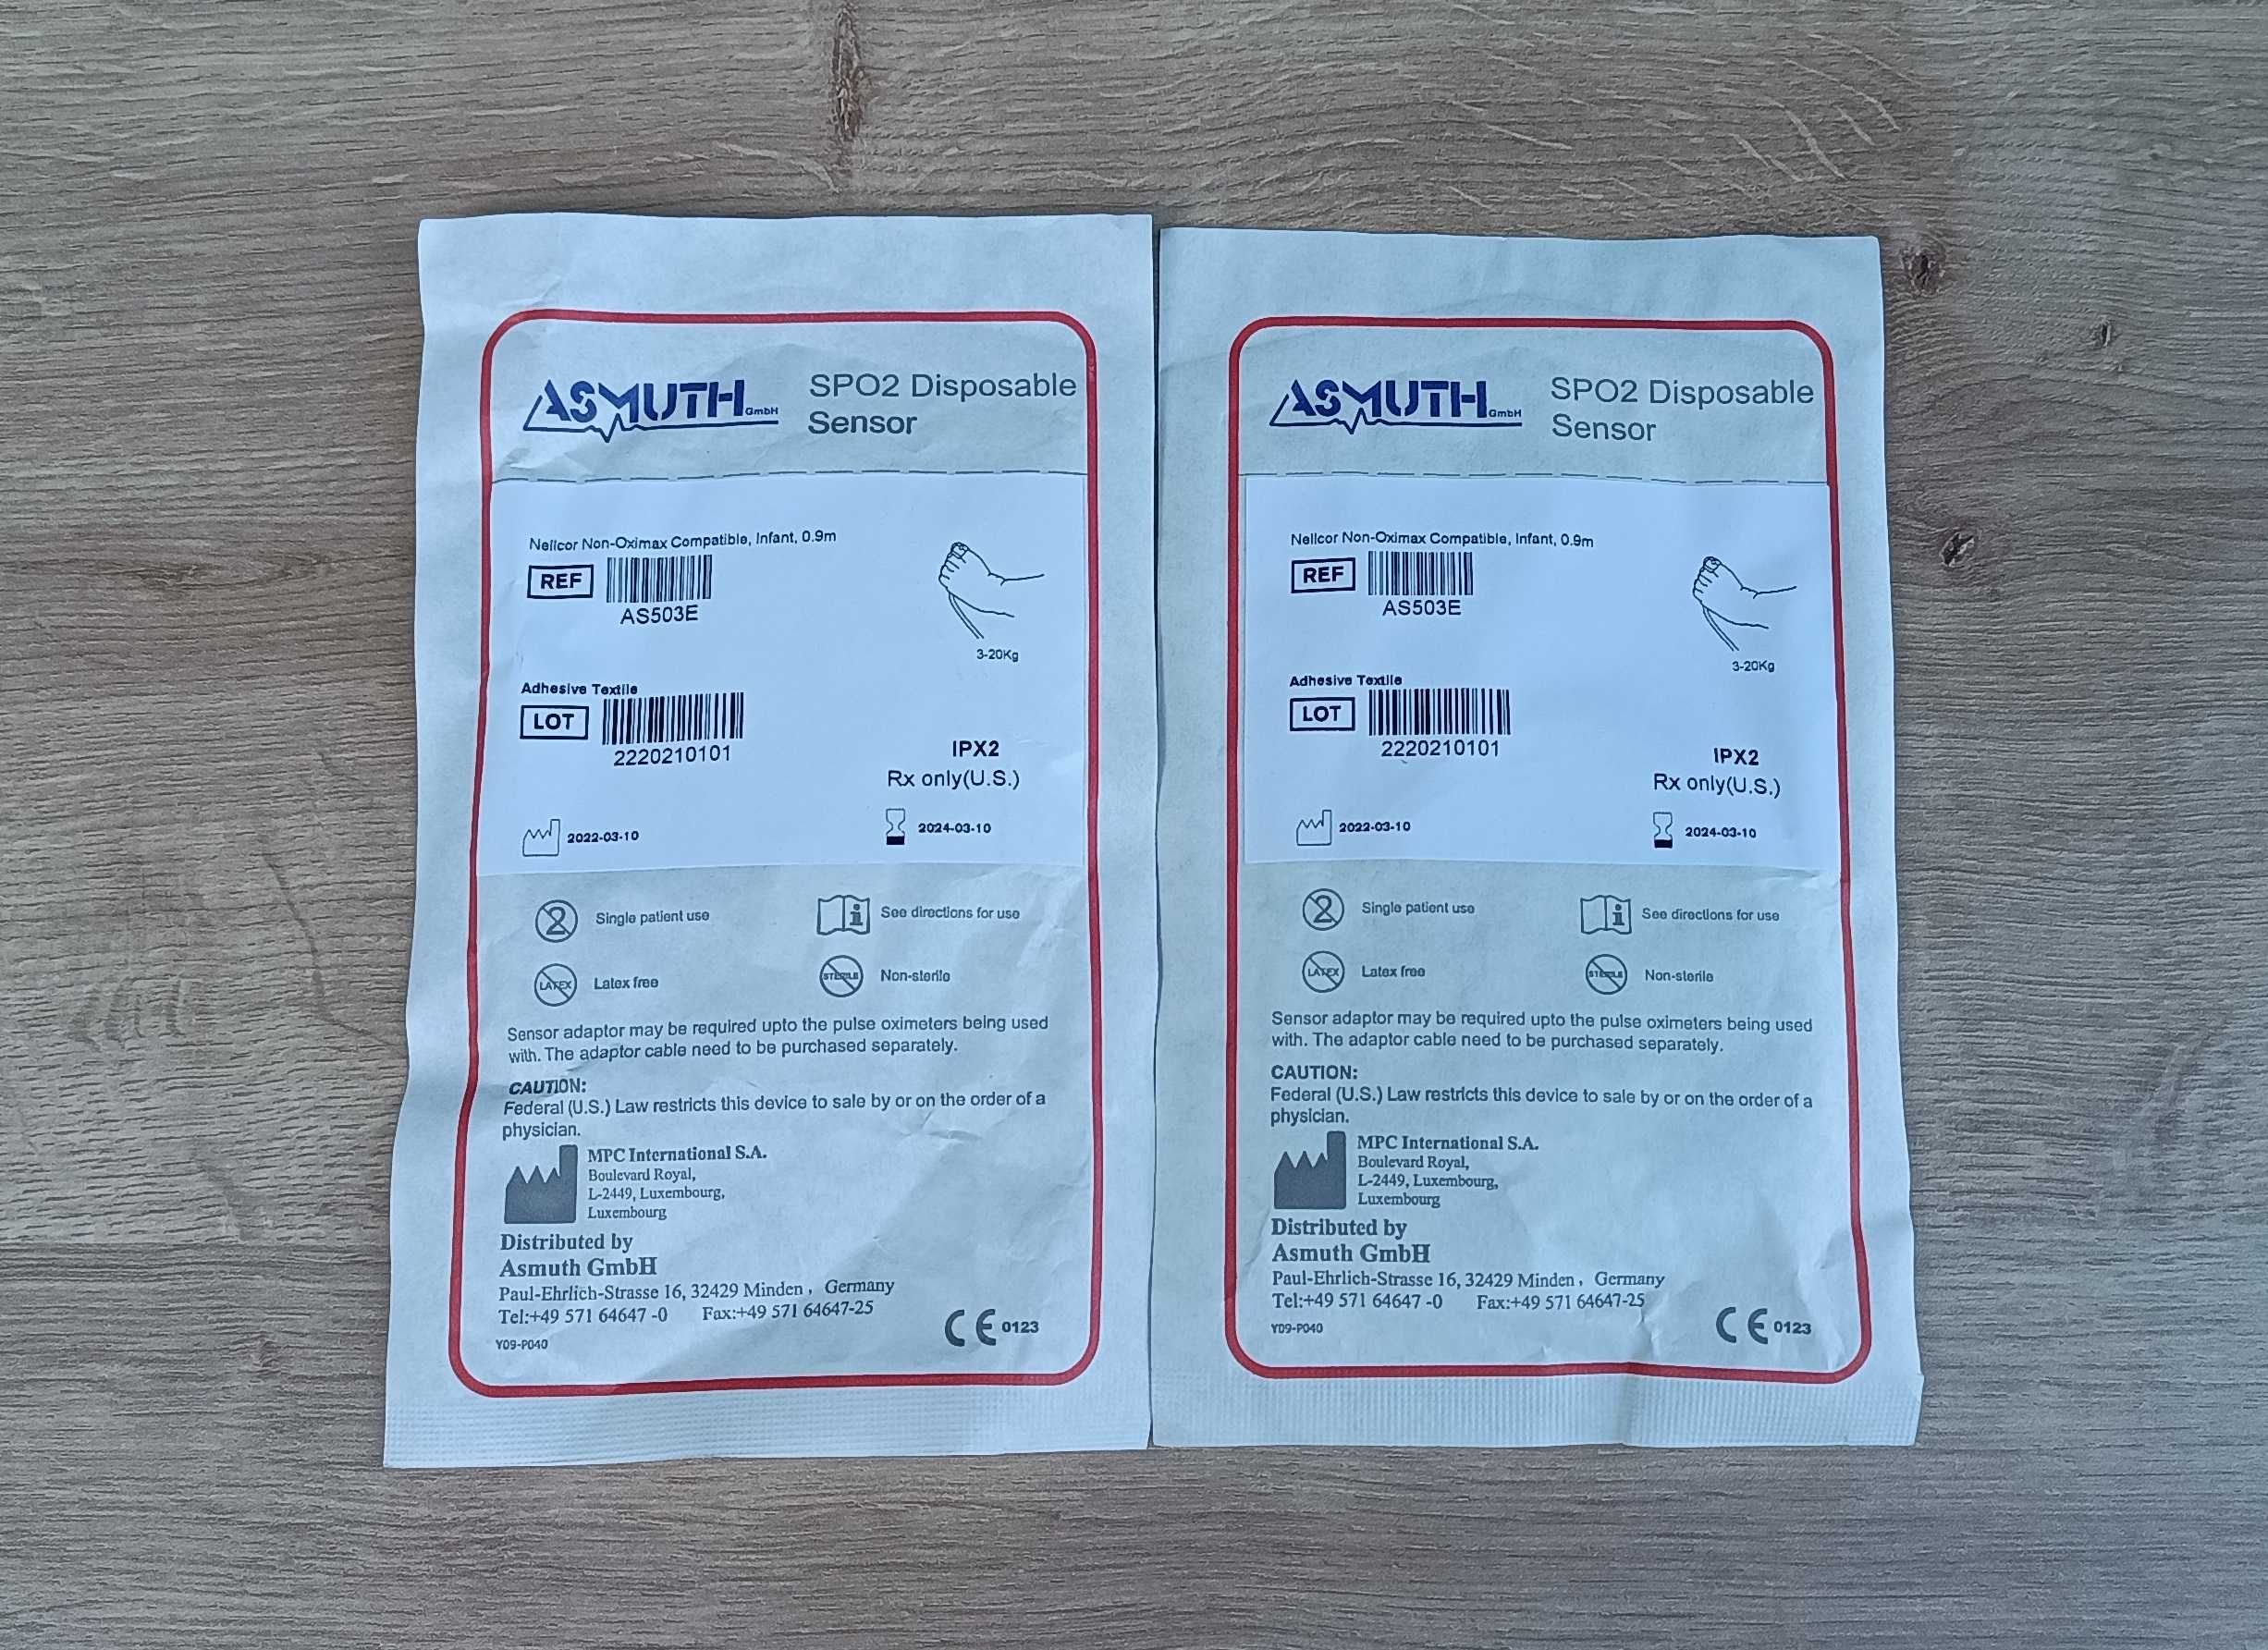 ASMUTH GmbH
SPO2 Disposable
Sensor
Nellcor Non-Oximax Compatible, Infant, 0.9m
REF
AS503E
3-20Kg
Adhesive Textile
LOT
2220210101
IPX2
Rx only(U.S.)
2022-03-10
2024-03-10
2 Single patient use
i See directions for use
LATEX Latex free
STERILE Non-sterile
Sensor adaptor may be required upto the pulse oximeters being used
with. The adaptor cable need to be purchased separately.
CAUTION:
Federal (U.S.) Law restricts this device to sale by or on the order of a
physician.
MPC International S.A.
Boulevard Royal,
L-2449, Luxembourg,
Luxembourg
Distributed by
Asmuth GmbH
Paul-Ehrlich-Strasse 16, 32429 Minden , Germany
Tel:+49 571 64647 -0 Fax:+49 571 64647-25
CE 0123
Y09-P040
ASMUTH GmbH
SPO2 Disposable
Sensor
Nellcor Non-Oximax Compatible, Infant, 0.9m
REF
AS503E
3-20Kg
Adhesive Textile
LOT
2220210101
IPX2
Rx only(U.S.)
2022-03-10
2024-03-10
2 Single patient use
i See directions for use
LATEX Latex free
STERILE Non-sterile
Sensor adaptor may be required upto the pulse oximeters being used
with. The adaptor cable need to be purchased separately.
CAUTION:
Federal (U.S.) Law restricts this device to sale by or on the order of a
physician.
MPC International S.A.
Boulevard Royal,
L-2449, Luxembourg,
Luxembourg
Distributed by
Asmuth GmbH
Paul-Ehrlich-Strasse 16, 32429 Minden , Germany
Tel:+49 571 64647 -0 Fax:+49 571 64647-25
CE 0123
Y09-P040